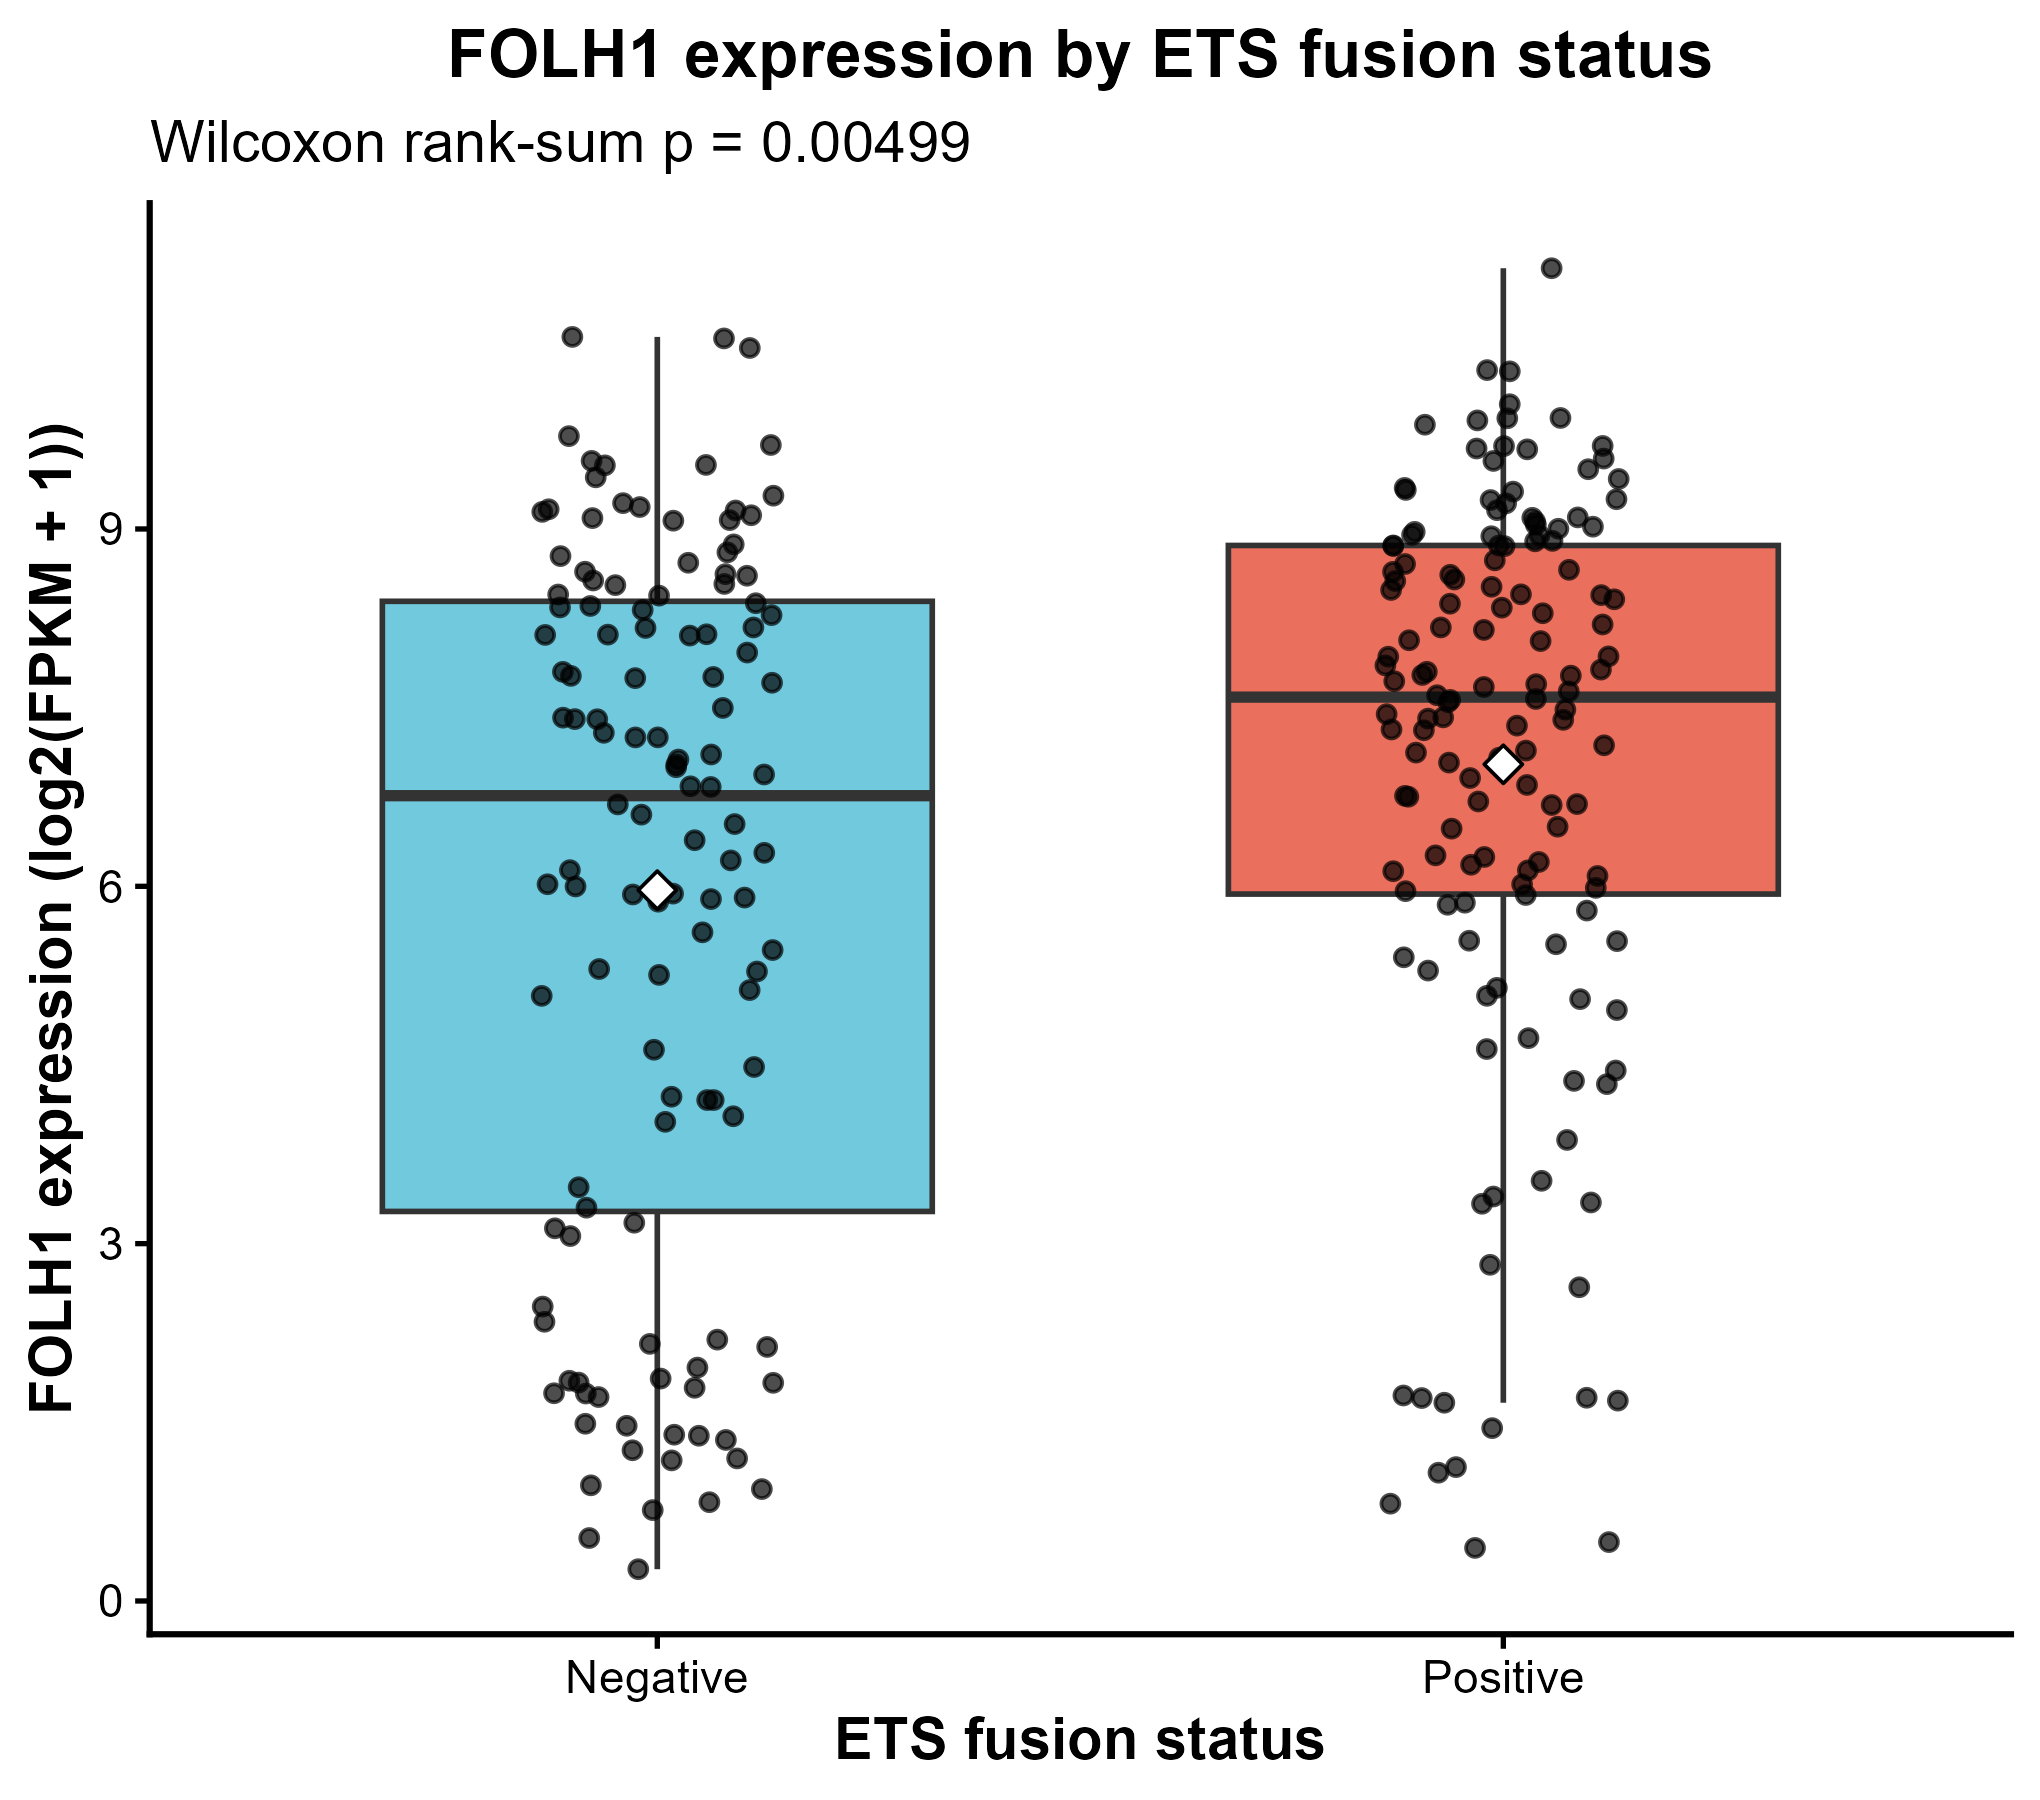 FOLH1 expression by ETS fusion status
Wilcoxon rank-sum p = 0.00499
FOLH1 expression (log2(FPKM + 1))
9
6
3
0
Negative
Positive
ETS fusion status